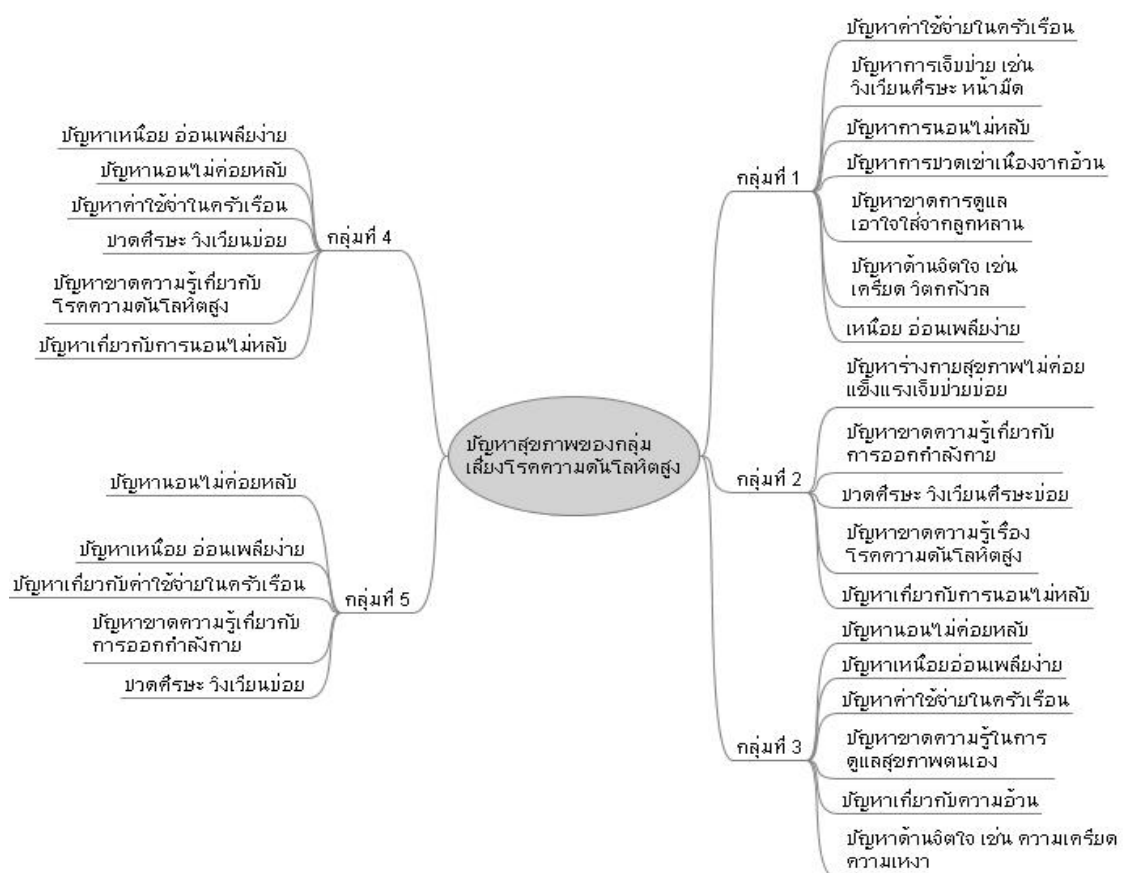 ปัญหาสุขภาพของกลุ่ม
เสี่ยงโรคความดันโลหิตสูง
กลุ่มที่ 1
ปัญหาค่าใช้จ่ายในครัวเรือน
ปัญหาการเจ็บป่วย เช่น
วิงเวียนศีรษะ หน้ามืด
ปัญหาการนอนไม่หลับ
ปัญหาการปวดเข่าเนื่องจากอ้วน
ปัญหาขาดการดูแล
เอาใจใส่จากลูกหลาน
ปัญหาด้านจิตใจ เช่น
เครียด วิตกกังวล
เหนื่อย อ่อนเพลียง่าย
กลุ่มที่ 2
ปัญหาร่างกายสุขภาพไม่ค่อย
แข็งแรงเจ็บป่วยบ่อย
ปัญหาขาดความรู้เกี่ยวกับ
การออกกำลังกาย
ปวดศีรษะ วิงเวียนศีรษะบ่อย
ปัญหาขาดความรู้เรื่อง
โรคความดันโลหิตสูง
ปัญหาเกี่ยวกับการนอนไม่หลับ
กลุ่มที่ 3
ปัญหานอนไม่ค่อยหลับ
ปัญหาเหนื่อยอ่อนเพลียง่าย
ปัญหาค่าใช้จ่ายในครัวเรือน
ปัญหาขาดความรู้ในการ
ดูแลสุขภาพตนเอง
ปัญหาเกี่ยวกับความอ้วน
ปัญหาด้านจิตใจ เช่น ความเครียด
ความเหงา
กลุ่มที่ 4
ปัญหาเหนื่อย อ่อนเพลียง่าย
ปัญหานอนไม่ค่อยหลับ
ปัญหาค่าใช้จ่าในครัวเรือน
ปวดศีรษะ วิงเวียนบ่อย
ปัญหาขาดความรู้เกี่ยวกับ
โรคความดันโลหิตสูง
ปัญหาเกี่ยวกับการนอนไม่หลับ
กลุ่มที่ 5
ปัญหานอนไม่ค่อยหลับ
ปัญหาเหนื่อย อ่อนเพลียง่าย
ปัญหาเกี่ยวกับค่าใช้จ่ายในครัวเรือน
ปัญหาขาดความรู้เกี่ยวกับ
การออกกำลังกาย
ปวดศีรษะ วิงเวียนบ่อย